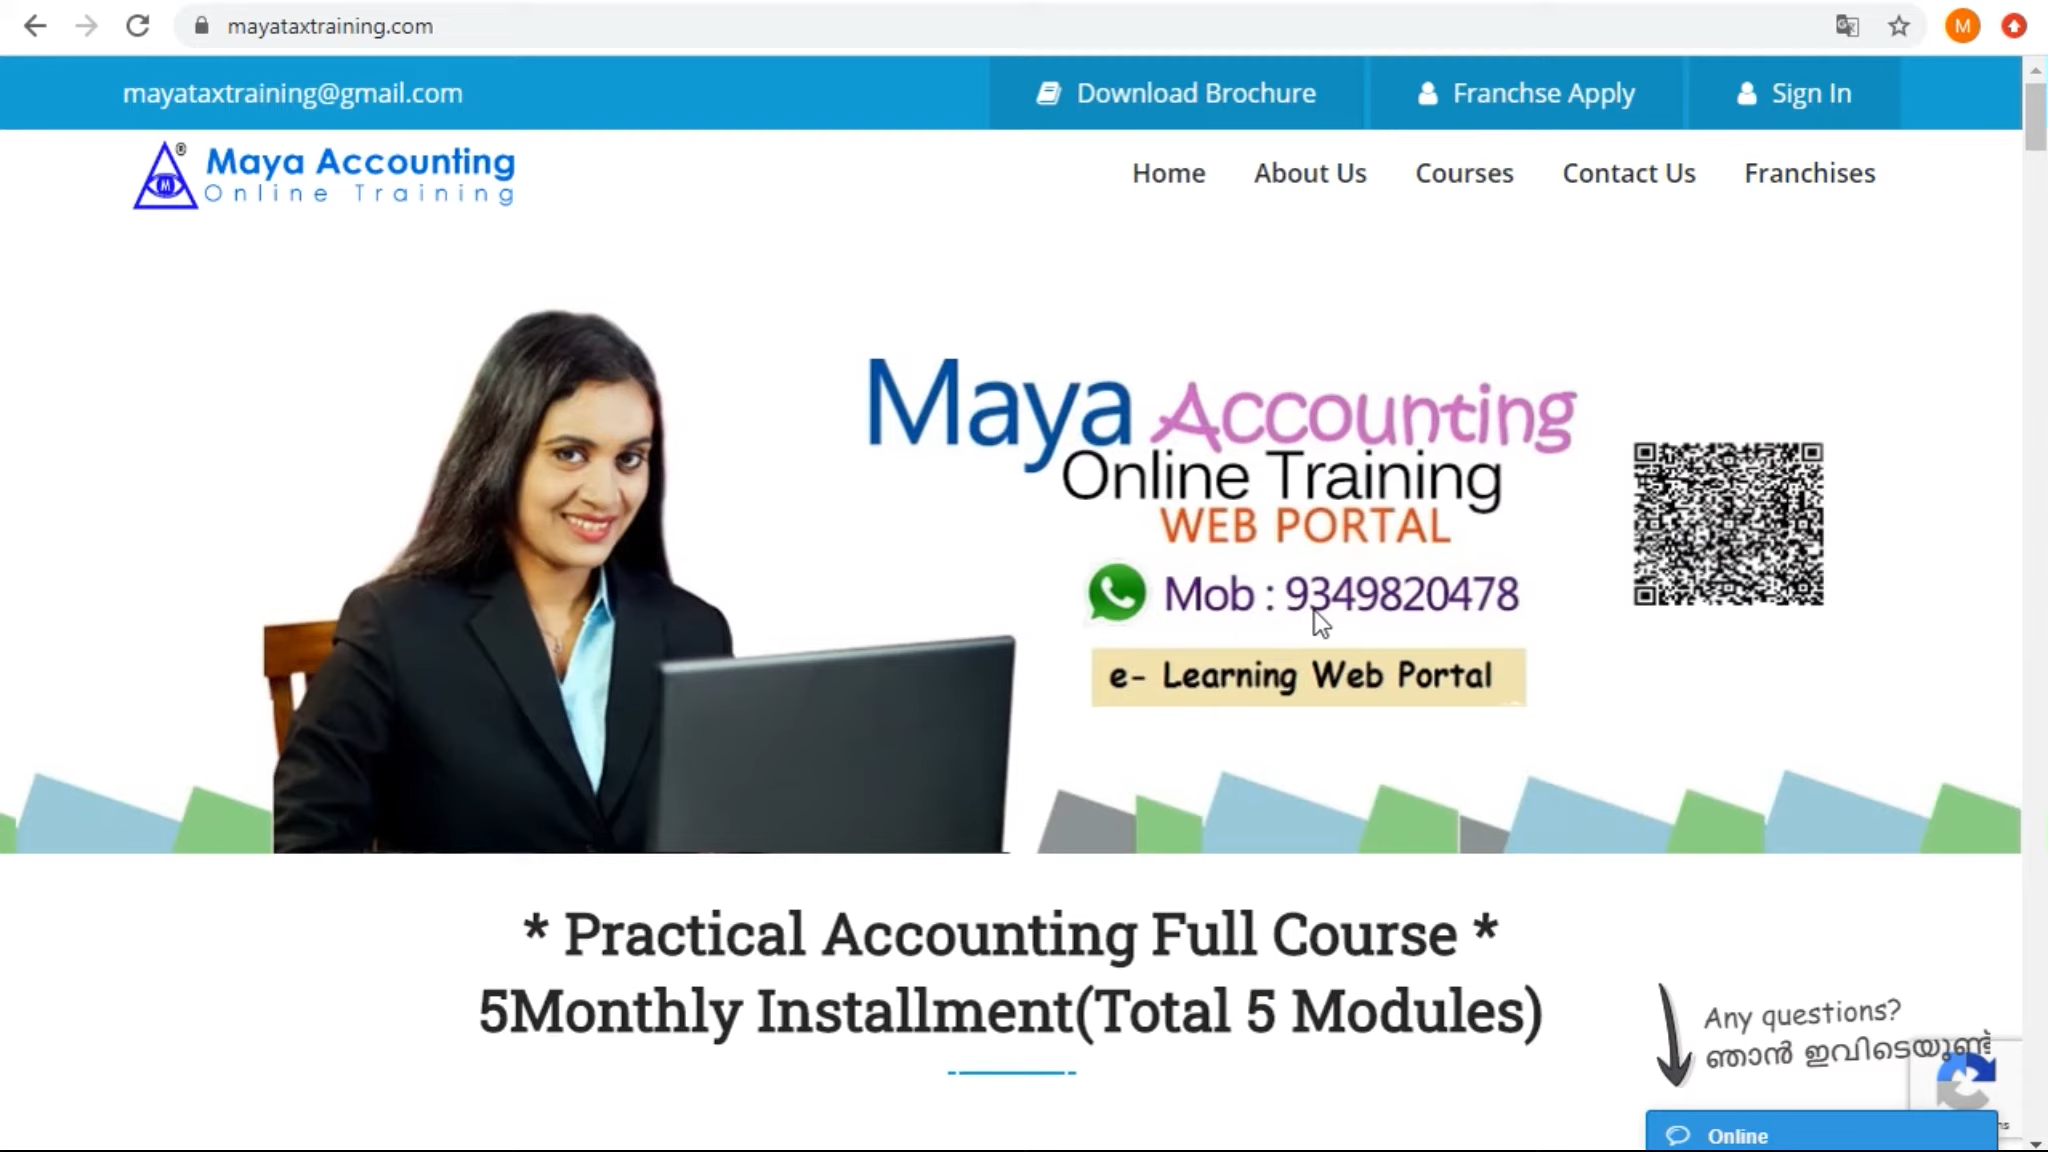 mayataxtraining.com
M
mayataxtraining@gmail.com
Download Brochure
Franchse Apply
Sign In
M
®
Maya Accounting
Online Training
Home
About Us
Courses
Contact Us
Franchises
Maya Accounting
Online Training
WEB PORTAL
Mob : 9349820478
e- Learning Web Portal
* Practical Accounting Full Course *
5Monthly Installment(Total 5 Modules)
Any questions?
ഞാൻ ഇവിടെയുണ്ട്
Online